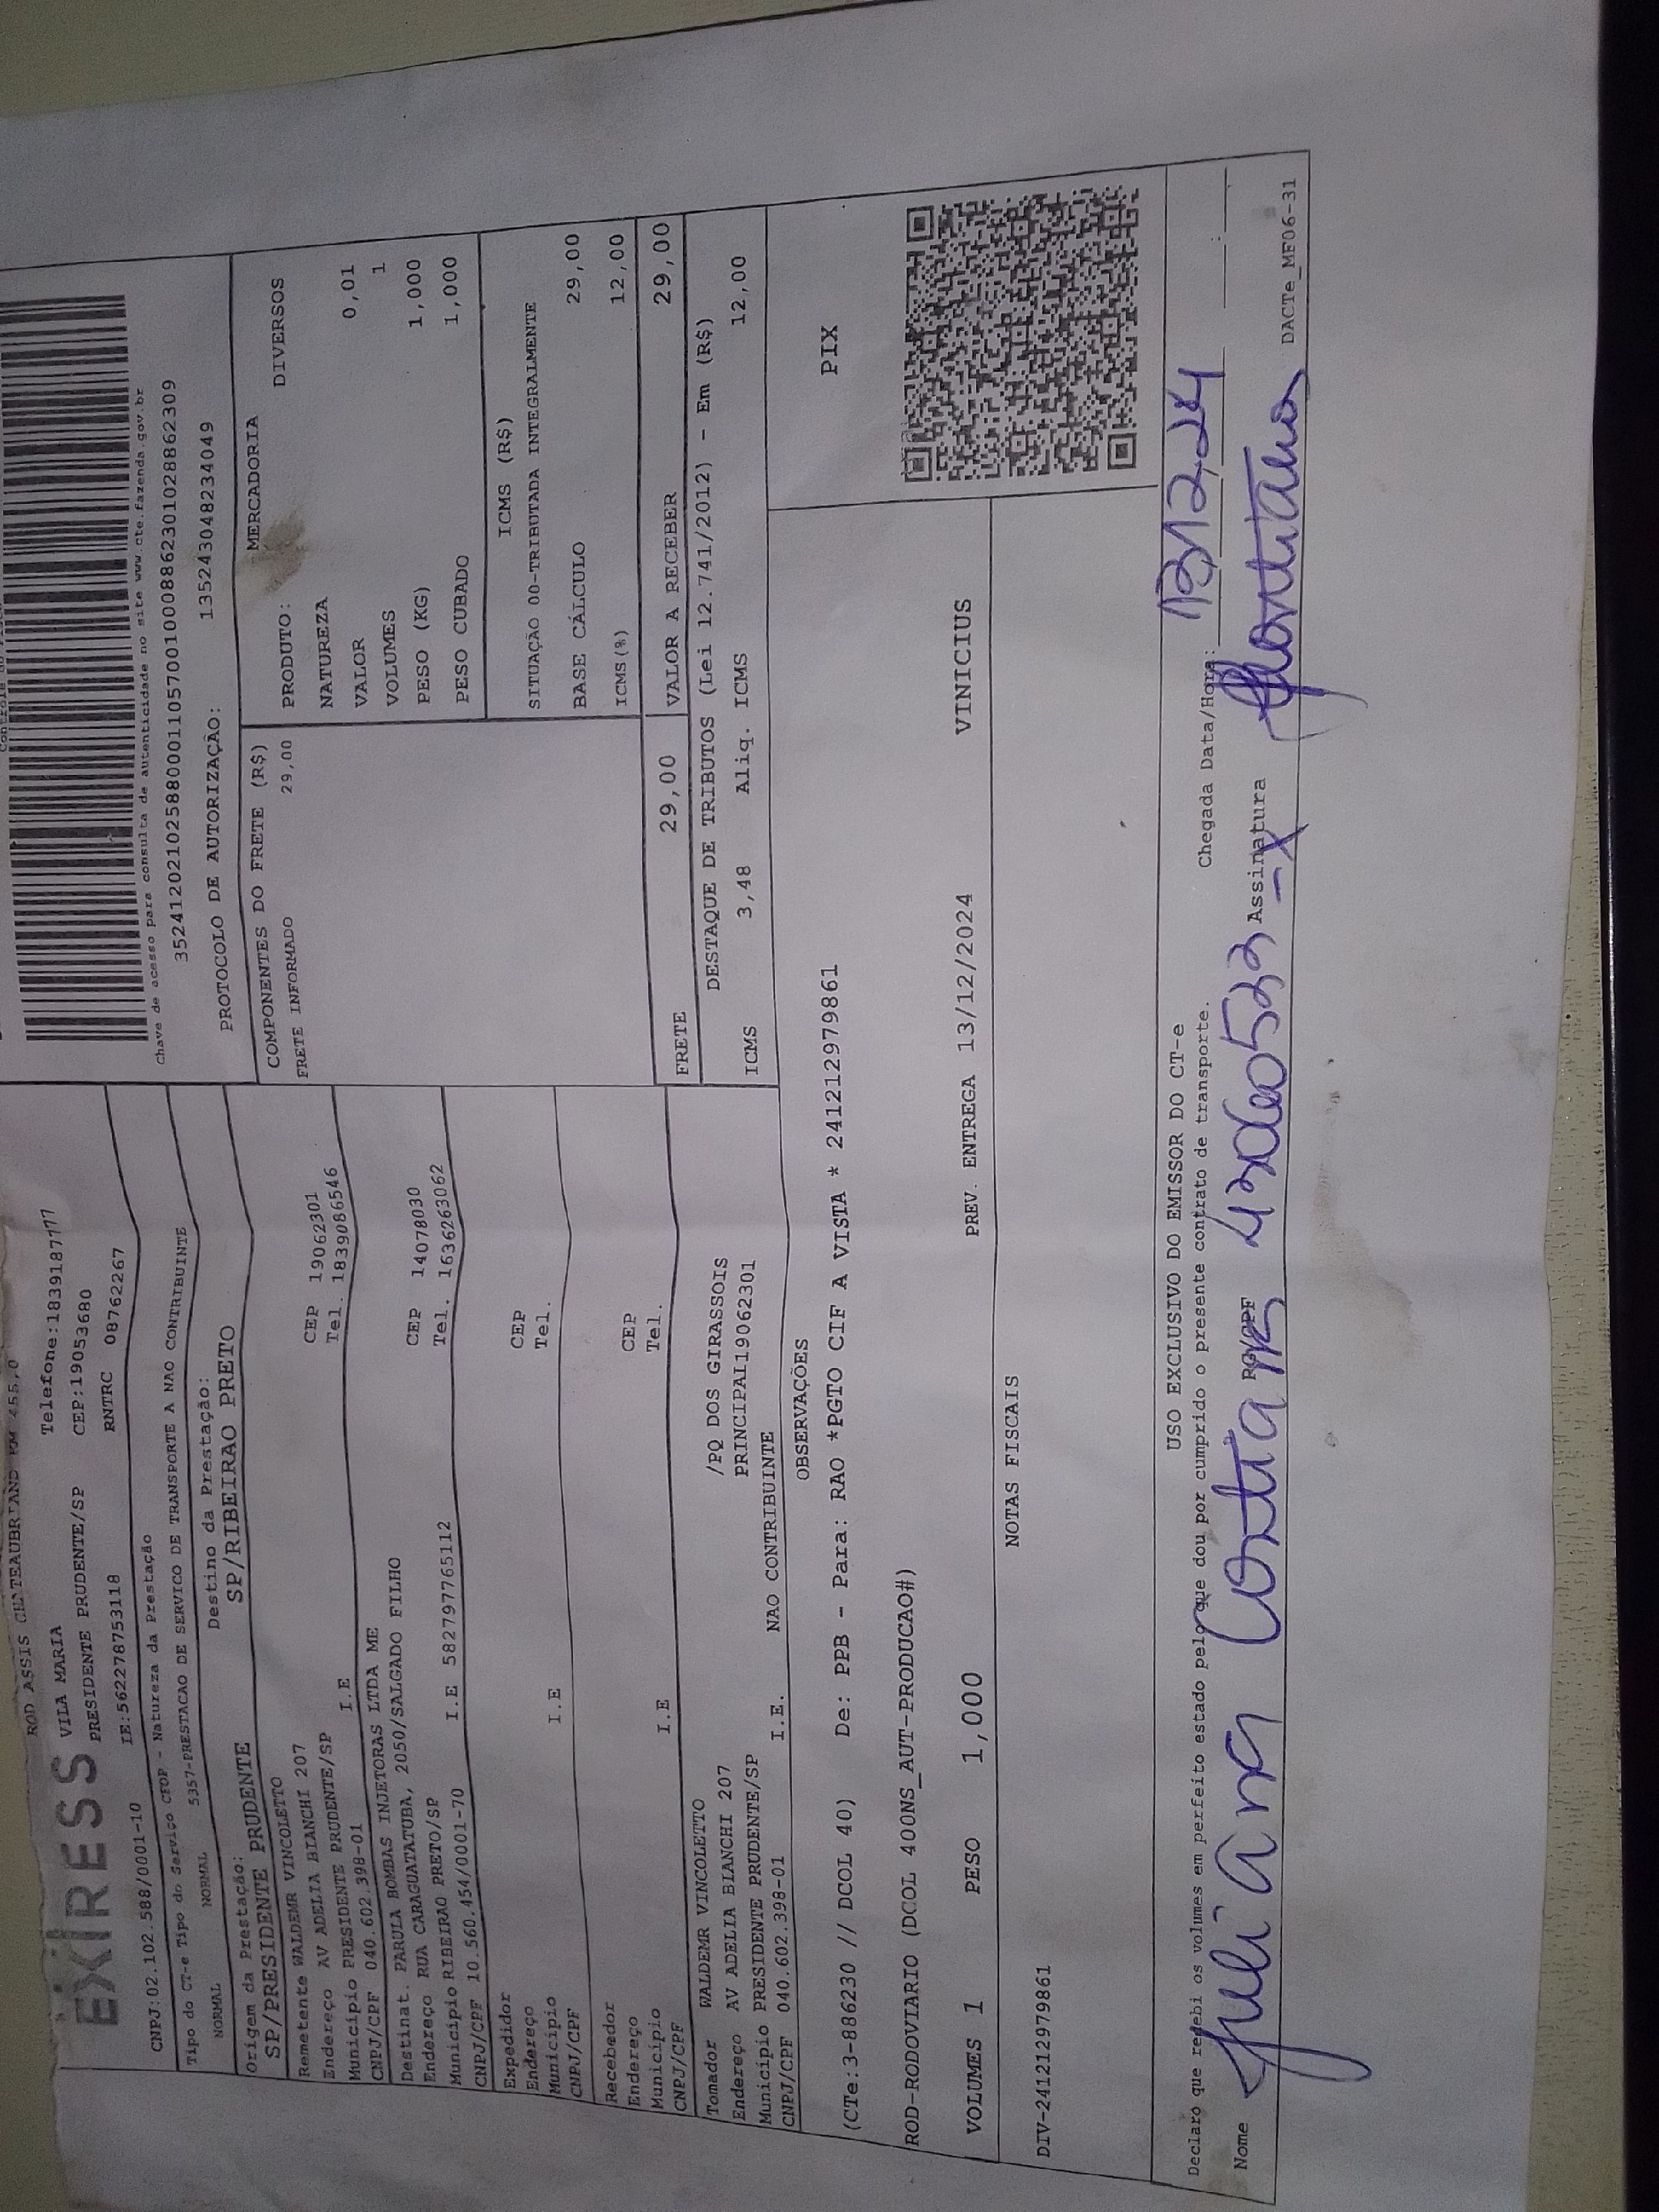 ROD ASSIS CHATEAUBRIAND KM 455,0
EXPRESS
VILA MARIA
Telefone:1839187777
PRESIDENTE PRUDENTE/SP
CEP:19053680
CNPJ:02.102.588/0001-10
IE:562278753118
RNTRC 08762267
Tipo do CT-e Tipo do Serviço CFOP - Natureza da Prestação
NORMAL NORMAL 5357-PRESTACAO DE SERVICO DE TRANSPORTE A NAO CONTRIBUINTE
Origem da Prestação:
Destino da Prestação:
SP/PRESIDENTE PRUDENTE
SP/RIBEIRAO PRETO
Remetente WALDEMR VINCOLETTO
Endereço AV ADELIA BIANCHI 207
CEP 19062301
Município PRESIDENTE PRUDENTE/SP
Tel. 1839086546
CNPJ/CPF 040.602.398-01
I.E
Destinat. PARULA BOMBAS INJETORAS LTDA ME
Endereço RUA CARAGUATATUBA, 2050/SALGADO FILHO
CEP 14078030
Município RIBEIRAO PRETO/SP
Tel. 1636263062
CNPJ/CPF 10.560.454/0001-70
I.E 582797765112
Expedidor
Endereço
CEP
Município
Tel.
CNPJ/CPF
I.E
Recebedor
Endereço
CEP
Município
Tel.
CNPJ/CPF
I.E
Tomador WALDEMR VINCOLETTO
Endereço AV ADELIA BIANCHI 207
/PQ DOS GIRASSOIS
Município PRESIDENTE PRUDENTE/SP
PRINCIPAL19062301
CNPJ/CPF 040.602.398-01
I.E. NAO CONTRIBUINTE
Chave de acesso para consulta de autenticidade no site www cte.fazenda.gov.br
35241202102588000110570010008862301028862309
PROTOCOLO DE AUTORIZAÇÃO: 135243048234049
COMPONENTES DO FRETE (R$)
FRETE INFORMADO 29,00
MERCADORIA
PRODUTO: DIVERSOS
NATUREZA
VALOR 0,01
VOLUMES 1
PESO (KG) 1,000
PESO CUBADO 1,000
ICMS (R$)
SITUAÇÃO 00-TRIBUTADA INTEGRALMENTE
BASE CÁLCULO 29,00
ICMS(%) 12,00
FRETE 29,00
VALOR A RECEBER 29,00
DESTAQUE DE TRIBUTOS (Lei 12.741/2012) - Em (R$)
ICMS 3,48 Aliq. ICMS 12,00
OBSERVAÇÕES
(CTe:3-886230 // DCOL 40) De: PPB - Para: RAO *PGTO CIF A VISTA * 241212979861
PIX
ROD-RODOVIARIO (DCOL 400NS_AUT-PRODUCAO#)
VOLUMES 1 PESO 1,000 PREV. ENTREGA 13/12/2024 VINICIUS
NOTAS FISCAIS
DIV-241212979861
USO EXCLUSIVO DO EMISSOR DO CT-e
Declaro que recebi os volumes em perfeito estado pelo que dou por cumprido o presente contrato de transporte.
Chegada Data/Hora:
Nome Juliana
Assinatura
DACTe_MF06-31